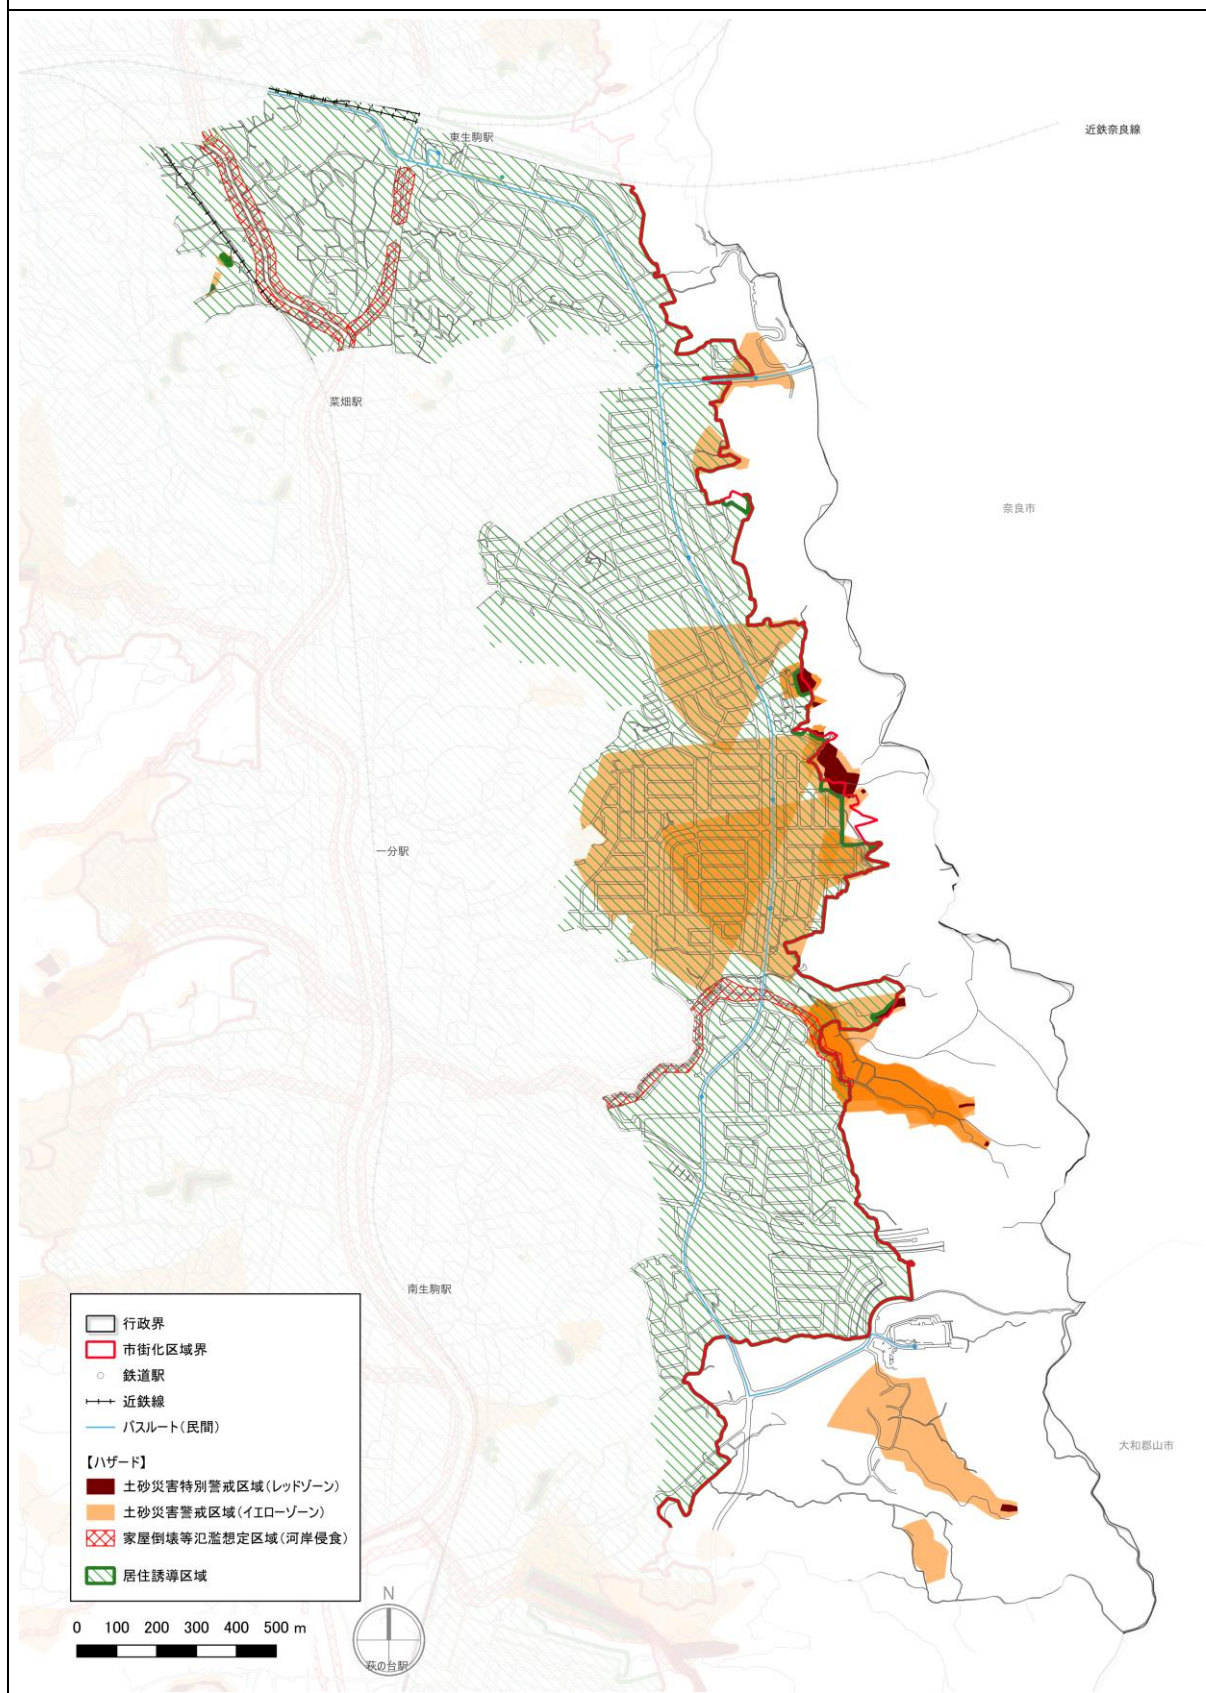 東生駒駅
近鉄奈良線
菜畑駅
奈良市
一分駅
南生駒駅
大和郡山市
行政界
市街化区域界
鉄道駅
近鉄線
バスルート(民間)
【ハザード】
土砂災害特別警戒区域(レッドゾーン)
土砂災害警戒区域(イエローゾーン)
家屋倒壊等氾濫想定区域(河岸侵食)
居住誘導区域
N
0 100 200 300 400 500 m
萩の台駅